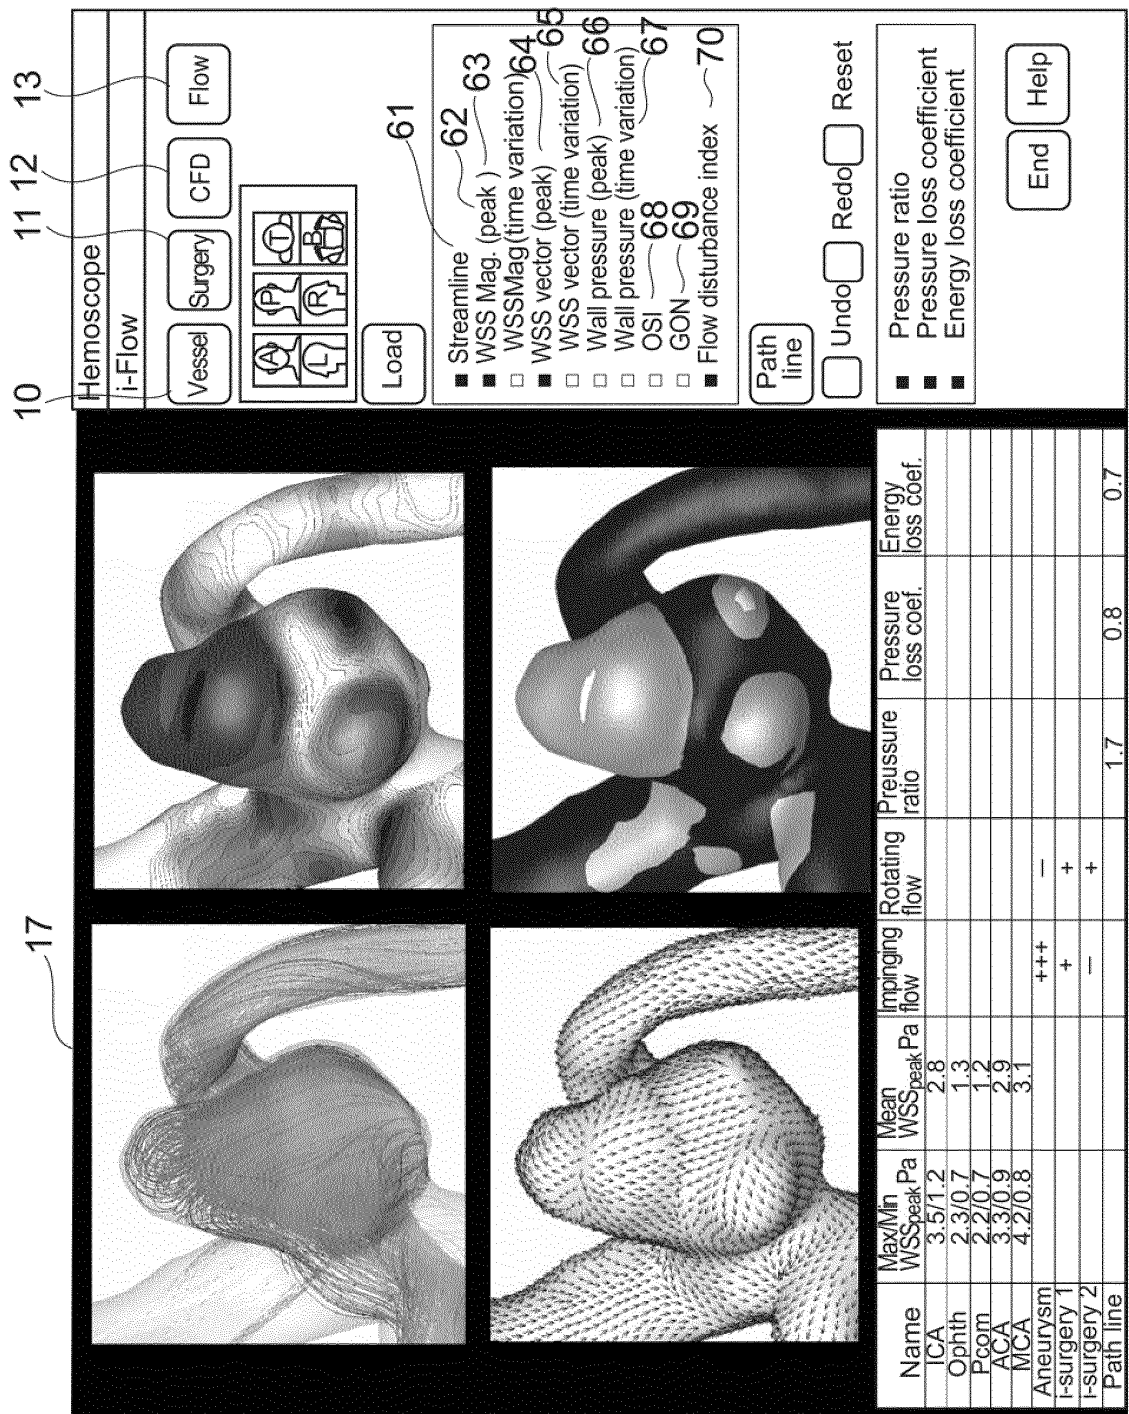 17
10
11
12
13
Hemoscope
i-Flow
Vessel
Surgery
CFD
Flow
A
P
T
L
R
B
Load
61
Streamline 62
WSS Mag. (peak ) 63
WSSMag(time variation) 64
WSS vector (peak) 65
WSS vector (time variation) 66
Wall pressure (peak) 67
Wall pressure (time variation)
OSI 68
GON 69
Flow disturbance index 70
Path
line
Undo Redo Reset
Pressure ratio
Pressure loss coefficient
Energy loss coefficient
End
Help
Name Max/Min WSSpeak Pa Mean WSSpeak Pa Impinging flow Rotating flow Preussure ratio Pressure loss coef. Energy loss coef.
ICA 3.5/1.2 2.8
Ophth 2.3/0.7 1.3
Pcom 2.2/0.7 1.2
ACA 3.3/0.9 2.9
MCA 4.2/0.8 3.1
Aneurysm +++ —
i-surgery 1 + +
i-surgery 2 — +
Path line 1.7 0.8 0.7